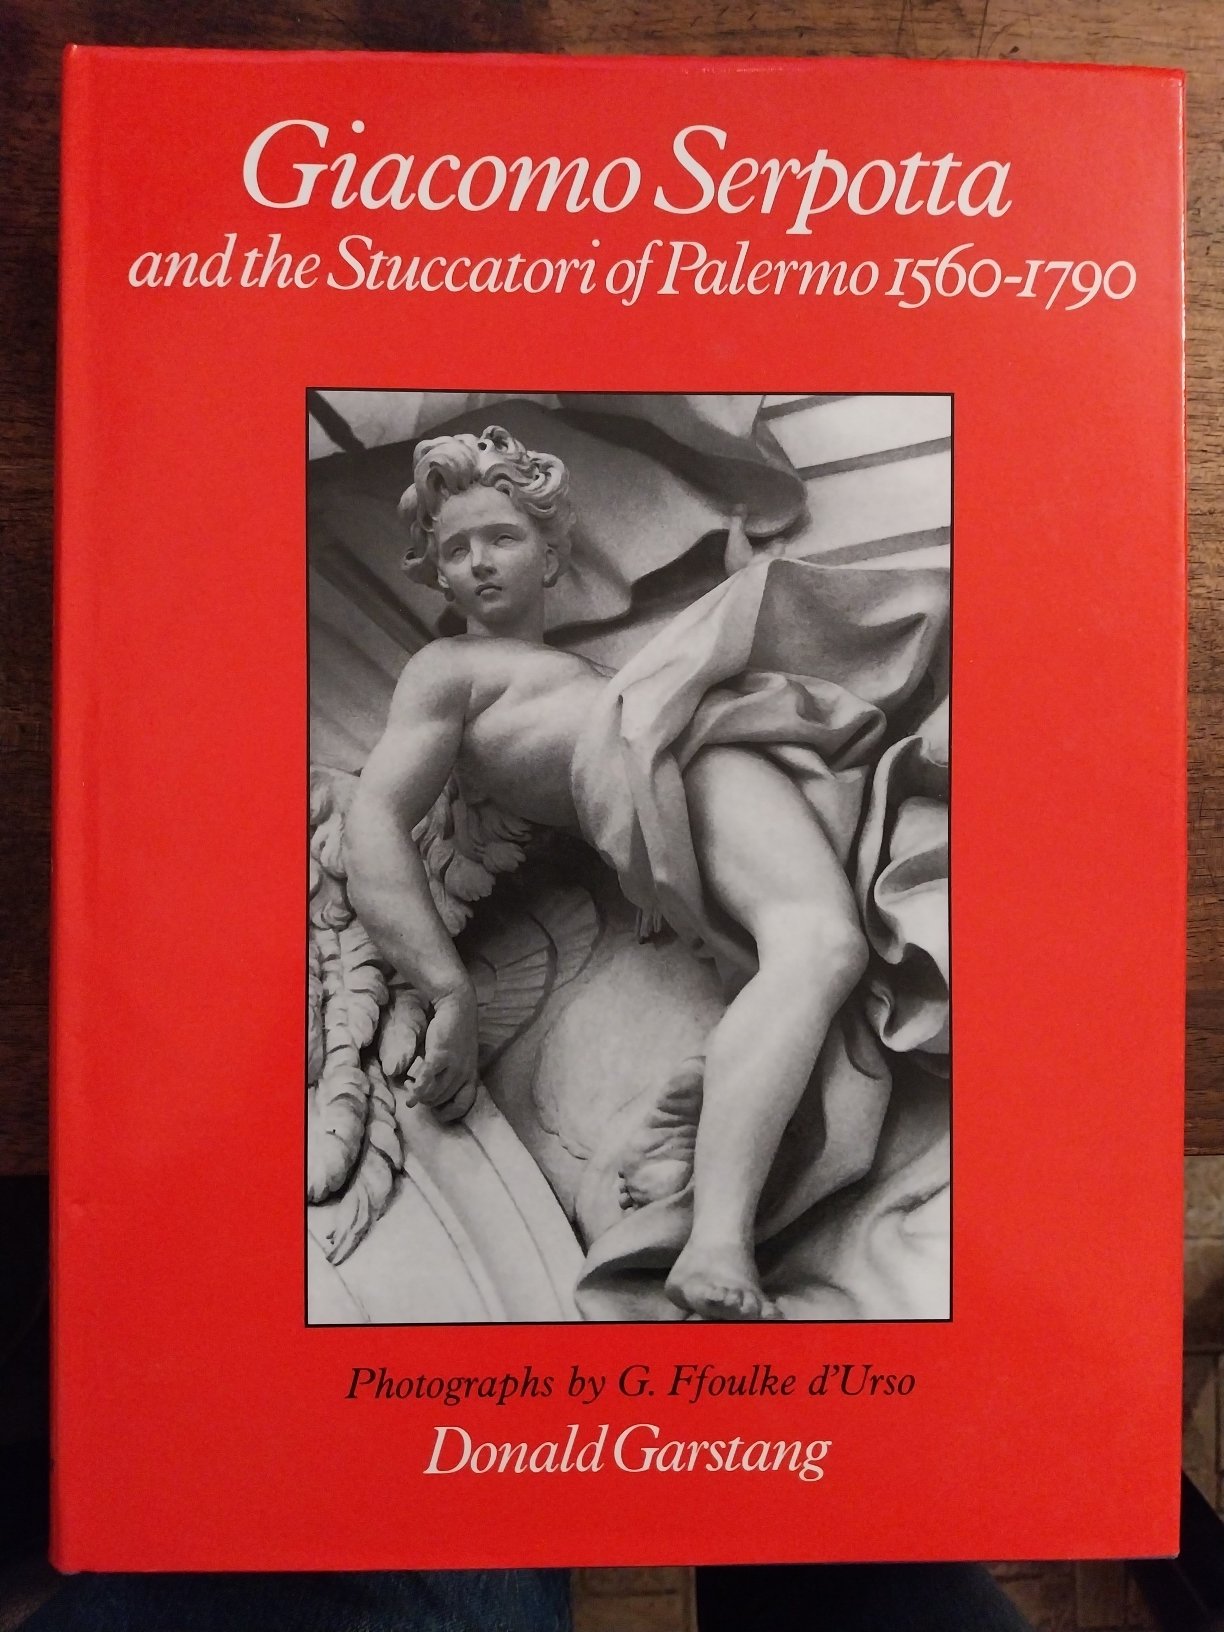 Giacomo Serpotta
and the Stuccatori of Palermo 1560-1790
Photographs by G. Ffoulke d'Urso
Donald Garstang